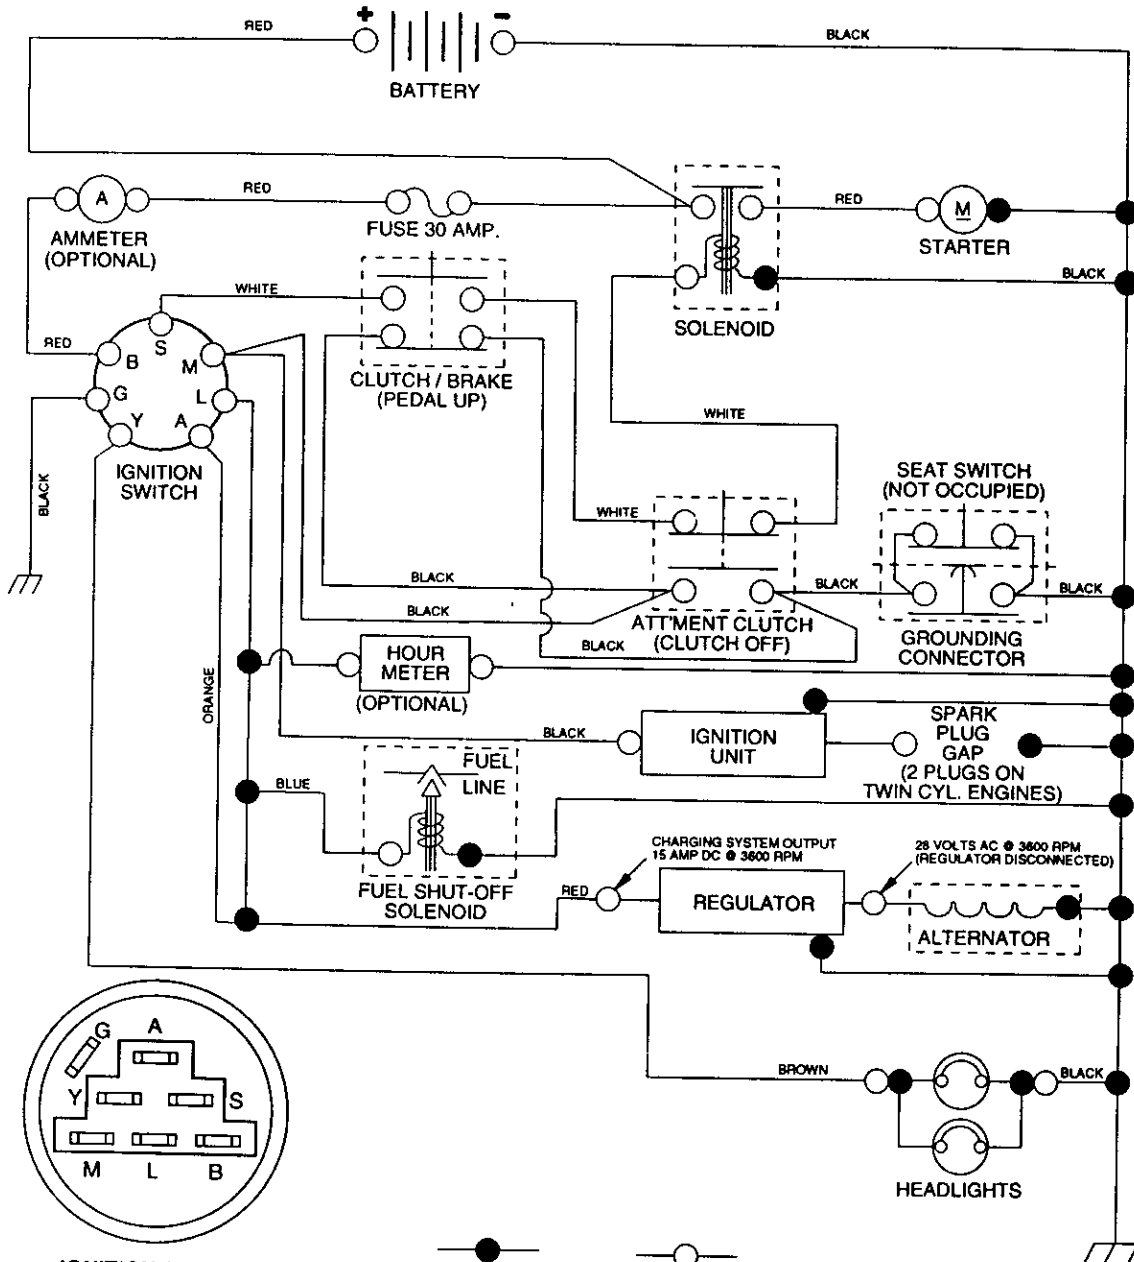 +
-
RED
BLACK
BATTERY
A
RED
RED
M
AMMETER
(OPTIONAL)
FUSE 30 AMP.
STARTER
WHITE
BLACK
SOLENOID
RED
S
B
M
G
L
Y
A
CLUTCH / BRAKE
(PEDAL UP)
WHITE
IGNITION
SWITCH
BLACK
SEAT SWITCH
(NOT OCCUPIED)
WHITE
BLACK
BLACK
BLACK
BLACK
ATT'MENT CLUTCH
(CLUTCH OFF)
GROUNDING
CONNECTOR
BLACK
HOUR
METER
(OPTIONAL)
ORANGE
BLACK
IGNITION
UNIT
SPARK
PLUG
GAP
(2 PLUGS ON
TWIN CYL. ENGINES)
FUEL
LINE
BLUE
FUEL SHUT-OFF
SOLENOID
CHARGING SYSTEM OUTPUT
15 AMP DC @ 3600 RPM
28 VOLTS AC @ 3600 RPM
(REGULATOR DISCONNECTED)
RED
REGULATOR
ALTERNATOR
BROWN
BLACK
HEADLIGHTS
G
A
Y
S
M
L
B